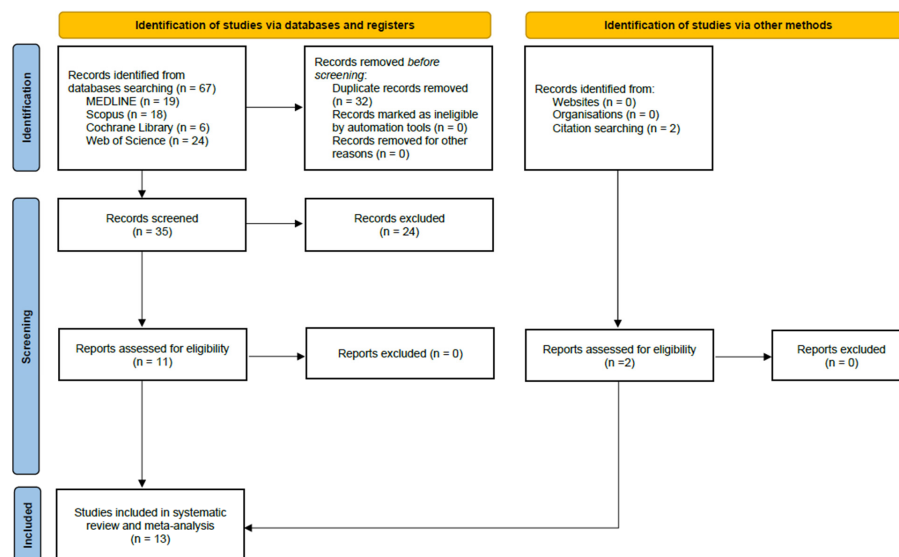 Identification of studies via databases and registers
Identification of studies via other methods
Identification
Records identified from
databases searching (n = 67)
MEDLINE (n = 19)
Scopus (n = 18)
Cochrane Library (n = 6)
Web of Science (n = 24)
Records removed before
screening:
Duplicate records removed
(n = 32)
Records marked as ineligible
by automation tools (n = 0)
Records removed for other
reasons (n = 0)
Records identified from:
Websites (n = 0)
Organisations (n = 0)
Citation searching (n = 2)
Screening
Records screened
(n = 35)
Records excluded
(n = 24)
Reports assessed for eligibility
(n = 11)
Reports excluded (n = 0)
Reports assessed for eligibility
(n =2)
Reports excluded
(n = 0)
Included
Studies included in systematic
review and meta-analysis
(n = 13)